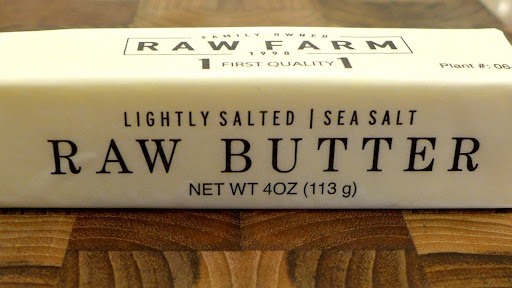 FAMILY OWNED
RAW FARM
1998
1 FIRST QUALITY 1
Plant #: 06
LIGHTLY SALTED | SEA SALT
RAW BUTTER
NET WT 4OZ (113 g)